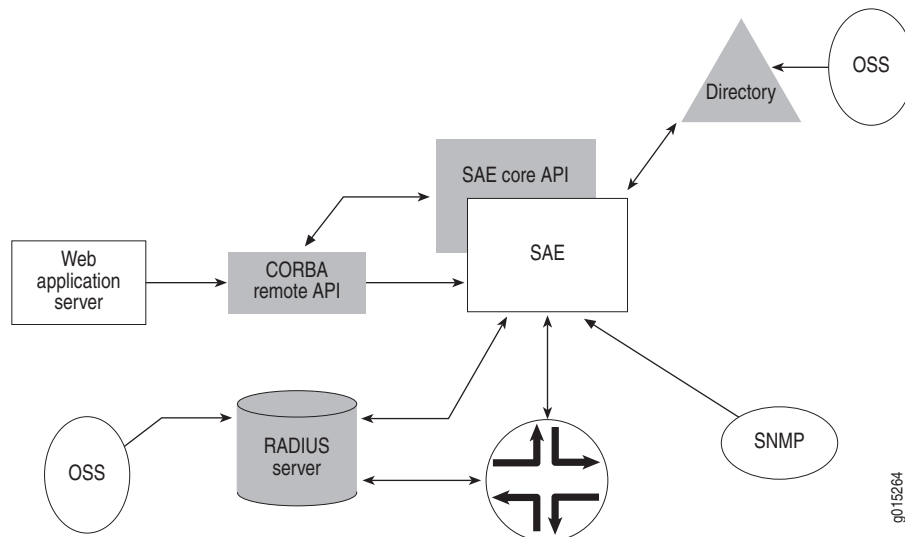 OSS
Directory
SAE core API
SAE
Web
application
server
CORBA
remote API
RADIUS
server
OSS
SNMP
g015264